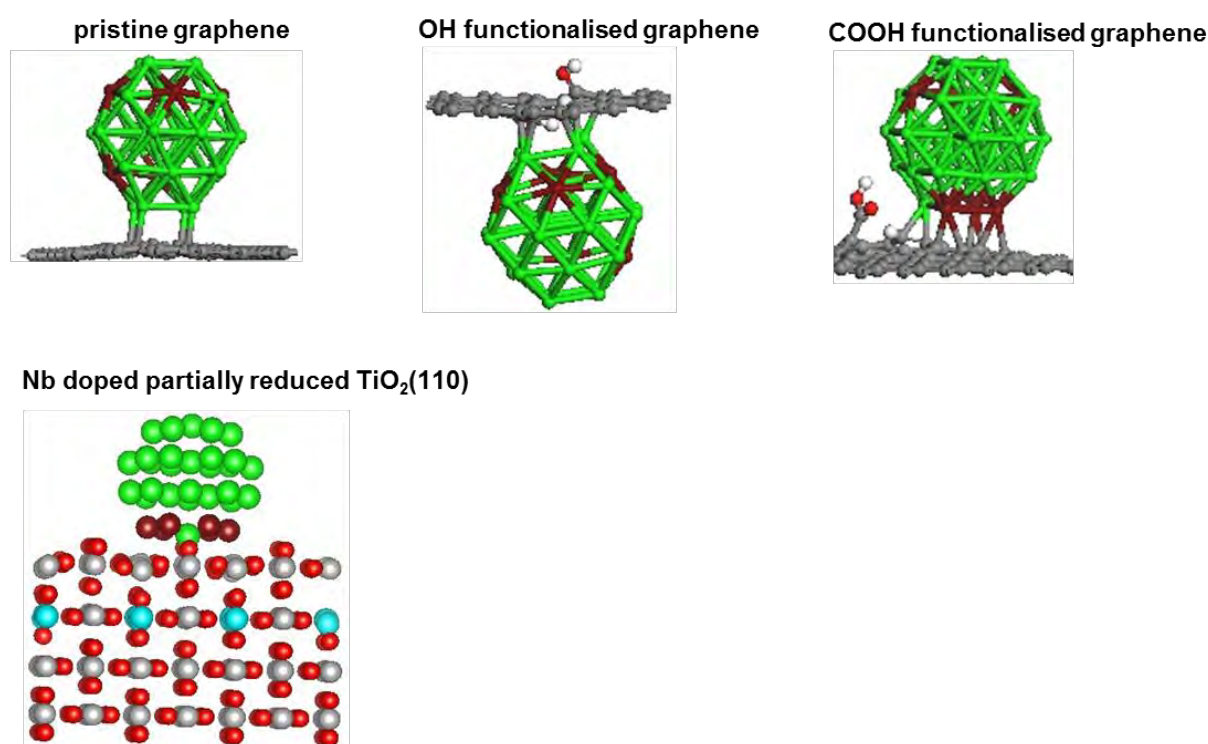 pristine graphene
OH functionalised graphene
COOH functionalised graphene
Nb doped partially reduced TiO₂(110)